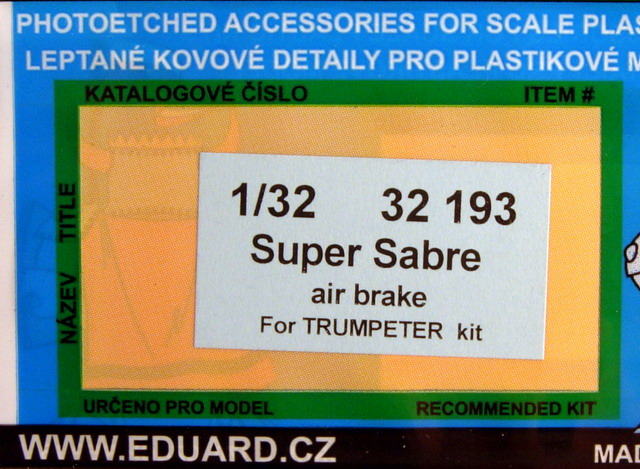 PHOTOETCHED ACCESSORIES FOR SCALE PLAS
LEPTANÉ KOVOVÉ DETAILY PRO PLASTIKOVÉ M
KATALOGOVÉ ČÍSLO ITEM #
NÁZEV TITLE
1/32 32 193
Super Sabre
air brake
For TRUMPETER kit
URČENO PRO MODEL RECOMMENDED KIT
WWW.EDUARD.CZ MAD